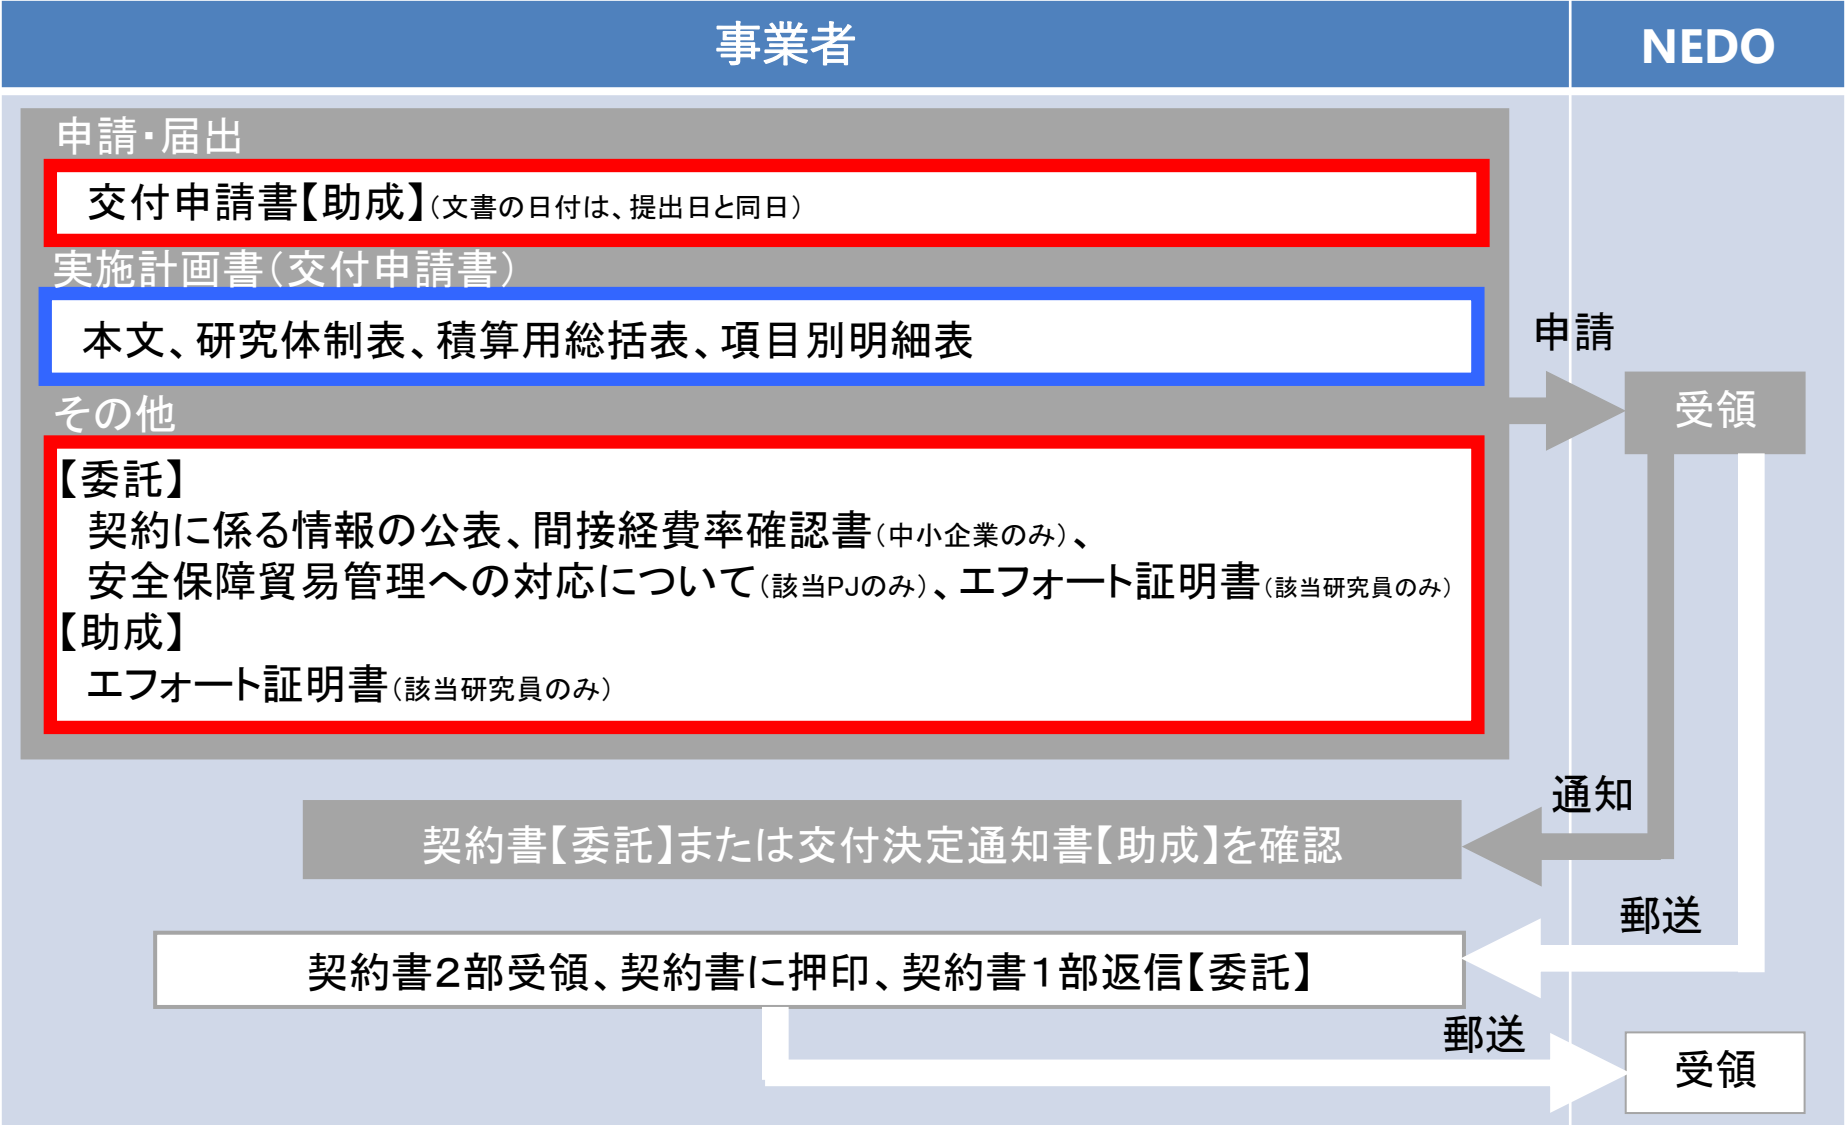 事業者
NEDO
申請・届出
交付申請書【助成】（文書の日付は、提出日と同日）
実施計画書（交付申請書）
本文、研究体制表、積算用総括表、項目別明細表
申請
その他
受領
【委託】
契約に係る情報の公表、間接経費率確認書（中小企業のみ）、
安全保障貿易管理への対応について（該当PJのみ）、エフォート証明書（該当研究員のみ）
【助成】
エフォート証明書（該当研究員のみ）
通知
契約書【委託】または交付決定通知書【助成】を確認
郵送
契約書２部受領、契約書に押印、契約書１部返信【委託】
郵送
受領